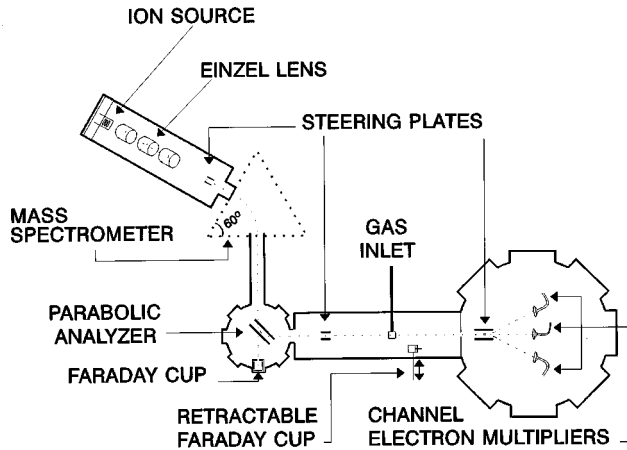 ION SOURCE
EINZEL LENS
STEERING PLATES
60º
MASS
SPECTROMETER
GAS
INLET
PARABOLIC
ANALYZER
FARADAY CUP
RETRACTABLE
FARADAY CUP
CHANNEL
ELECTRON MULTIPLIERS